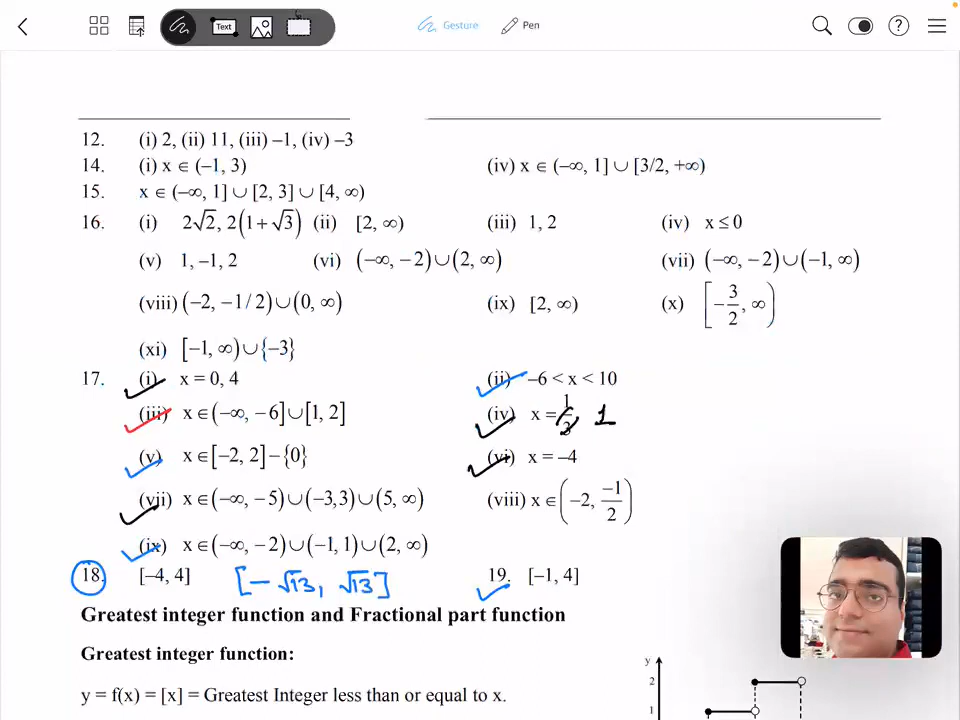 Text Gesture Pen
12. (i) 2, (ii) 11, (iii) –1, (iv) –3
14. (i) x ∈ (–1, 3) (iv) x ∈ (–∞, 1] ∪ [3/2, +∞)
15. x ∈ (–∞, 1] ∪ [2, 3] ∪ [4, ∞)
16. (i) 2√2, 2(1+√3) (ii) [2, ∞) (iii) 1, 2 (iv) x ≤ 0
(v) 1, –1, 2 (vi) (–∞, –2)∪(2, ∞) (vii) (–∞, –2)∪(–1, ∞)
(viii) (–2, –1/2)∪(0, ∞) (ix) [2, ∞) (x) [–3/2, ∞)
(xi) [–1, ∞)∪{–3}
17. (i) x = 0, 4 (ii) –6 < x < 10
(iii) x∈(–∞, –6]∪[1, 2] (iv) x = 1/3, 1
(v) x∈[–2, 2]–{0} (vi) x = –4
(vii) x∈(–∞, –5)∪(–3,3)∪(5, ∞) (viii) x∈(–2, –1/2)
(ix) x∈(–∞, –2)∪(–1, 1)∪(2, ∞)
18. [–4, 4] [-√13, √13] 19. [–1, 4]
Greatest integer function and Fractional part function
Greatest integer function:
y
2
y = f(x) = [x] = Greatest Integer less than or equal to x.
1